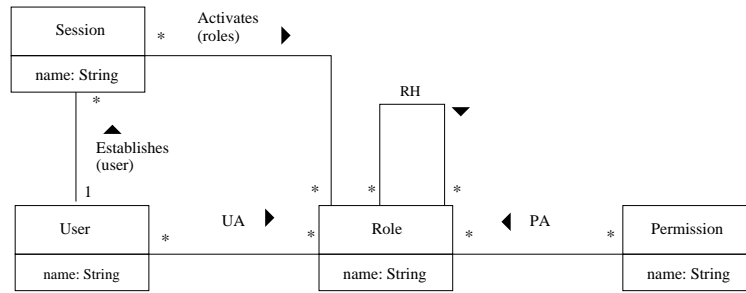 Session
name: String
*
Activates
(roles)
RH
*
Establishes
(user)
1
*
*
*
User
name: String
*
UA
*
Role
name: String
*
PA
*
Permission
name: String